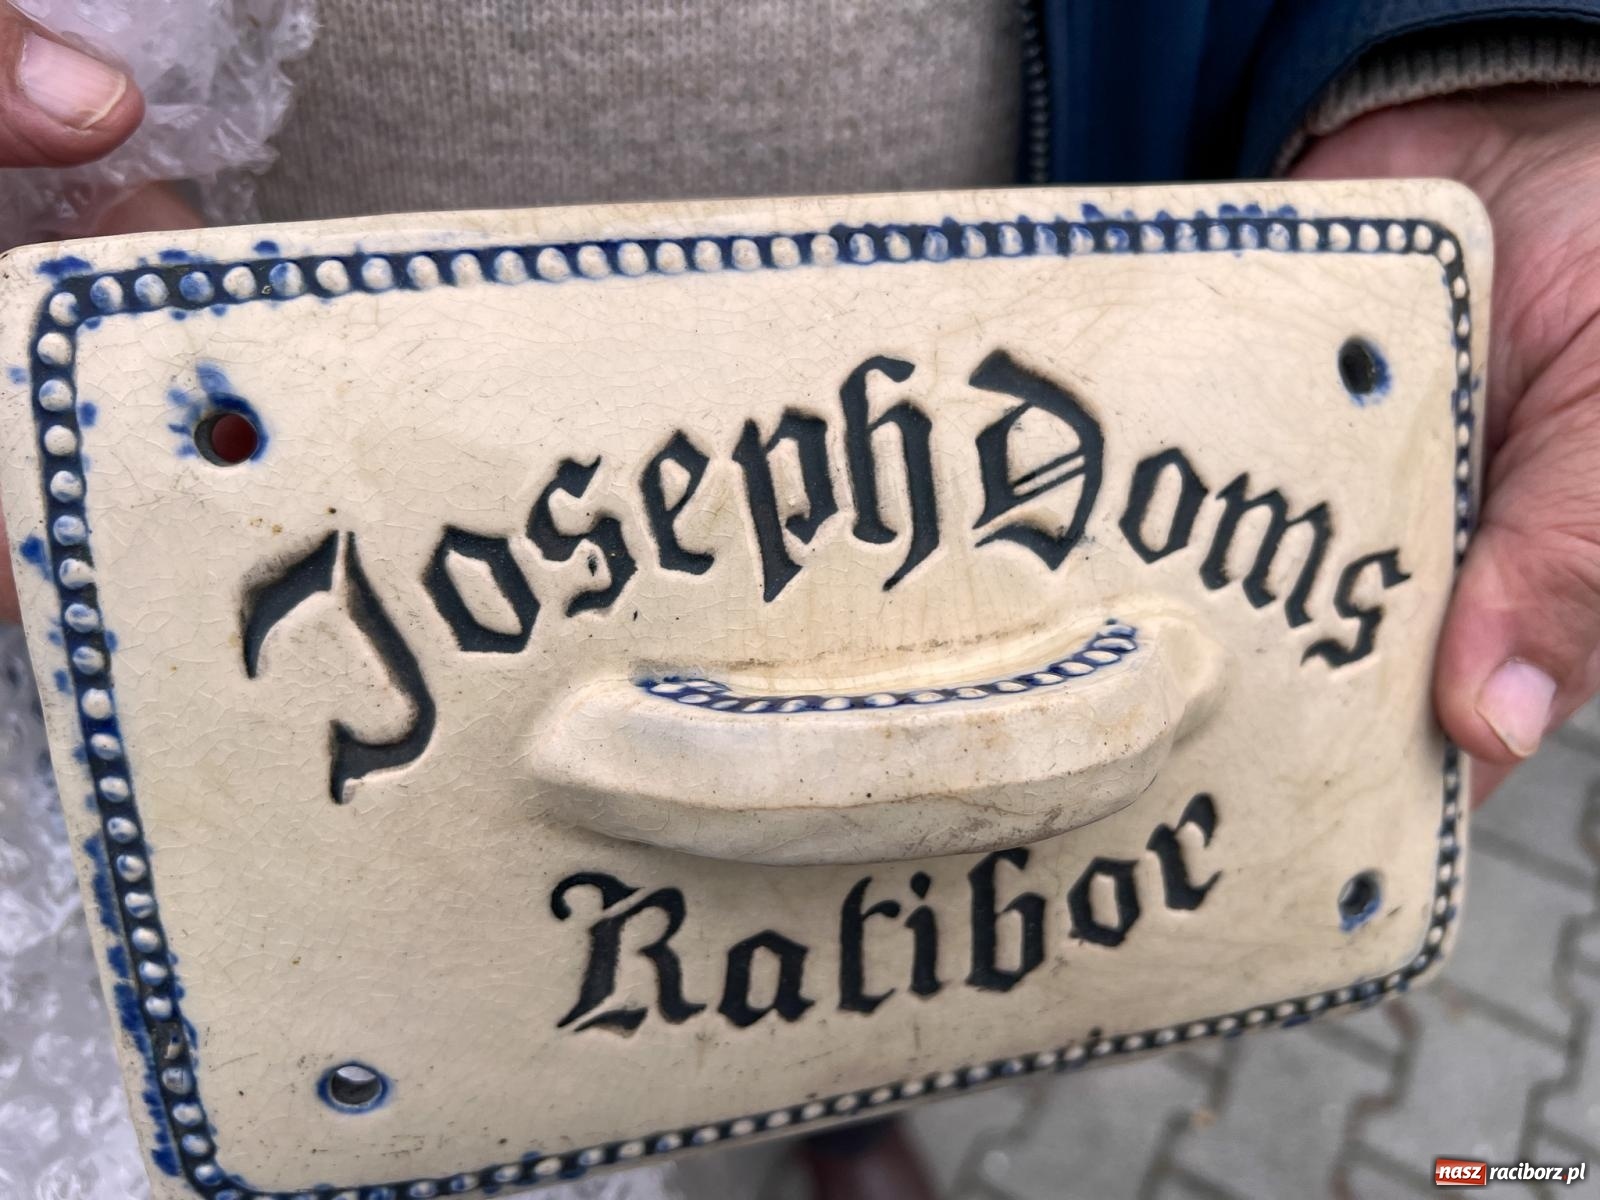 Joseph Doms
Ratibor
nasz raciborz.pl